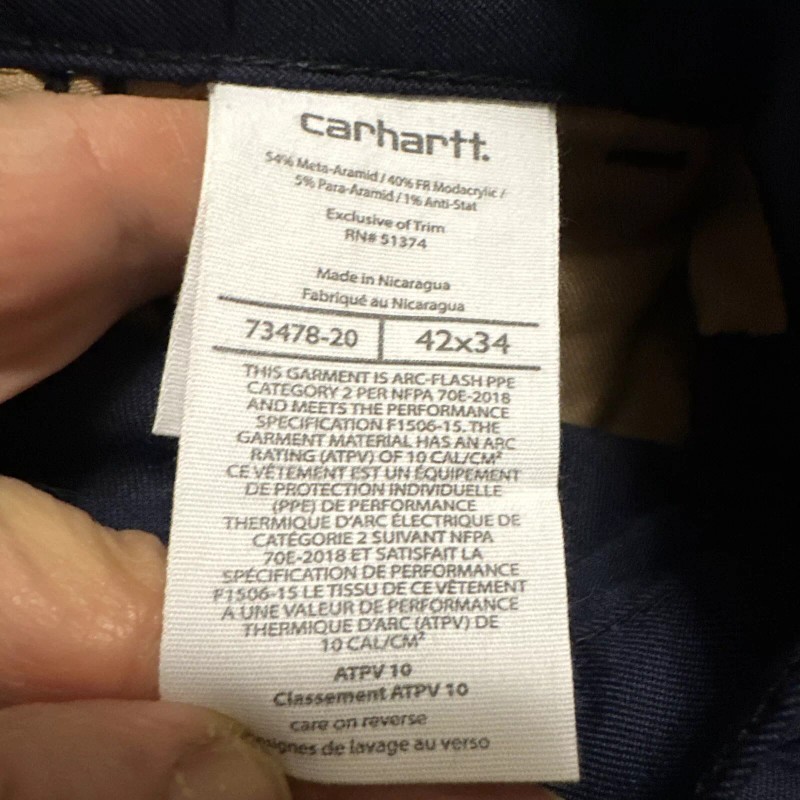 carhartt.
54% Meta-Aramid / 40% FR Modacrylic /
5% Para-Aramid / 1% Anti-Stat
Exclusive of Trim
RN# 51374
Made in Nicaragua
Fabriqué au Nicaragua
73478-20 42x34
THIS GARMENT IS ARC-FLASH PPE
CATEGORY 2 PER NFPA 70E-2018
AND MEETS THE PERFORMANCE
SPECIFICATION F1506-15. THE
GARMENT MATERIAL HAS AN ARC
RATING (ATPV) OF 10 CAL/CM²
CE VÊTEMENT EST UN ÉQUIPEMENT
DE PROTECTION INDIVIDUELLE
(PPE) DE PERFORMANCE
THERMIQUE D'ARC ÉLECTRIQUE DE
CATÉGORIE 2 SUIVANT NFPA
70E-2018 ET SATISFAIT LA
SPÉCIFICATION DE PERFORMANCE
F1506-15 LE TISSU DE CE VÊTEMENT
A UNE VALEUR DE PERFORMANCE
THERMIQUE D'ARC (ATPV) DE
10 CAL/CM²
ATPV 10
Classement ATPV 10
care on reverse
de lavage au verso